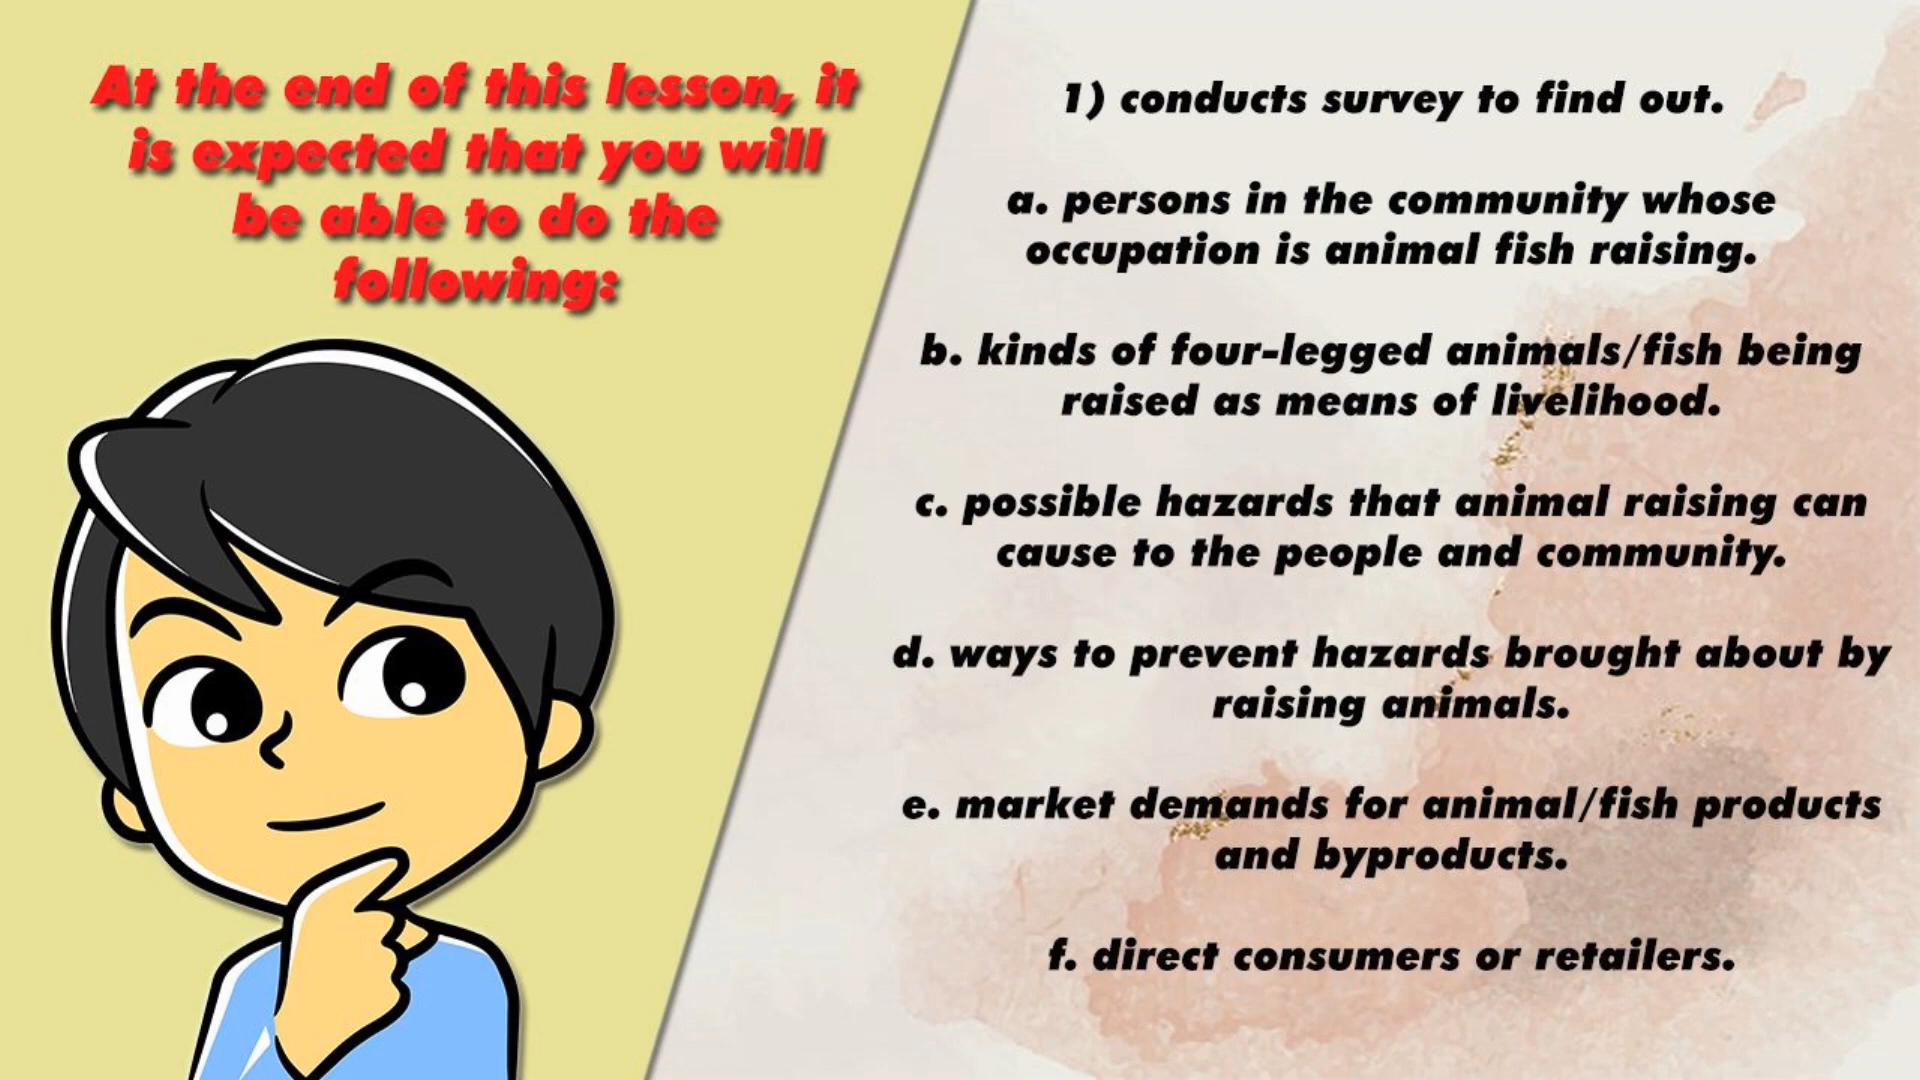 At the end of this lesson, it
is expected that you will
be able to do the
following:
1) conducts survey to find out.
a. persons in the community whose
occupation is animal fish raising.
b. kinds of four-legged animals/fish being
raised as means of livelihood.
c. possible hazards that animal raising can
cause to the people and community.
d. ways to prevent hazards brought about by
raising animals.
e. market demands for animal/fish products
and byproducts.
f. direct consumers or retailers.